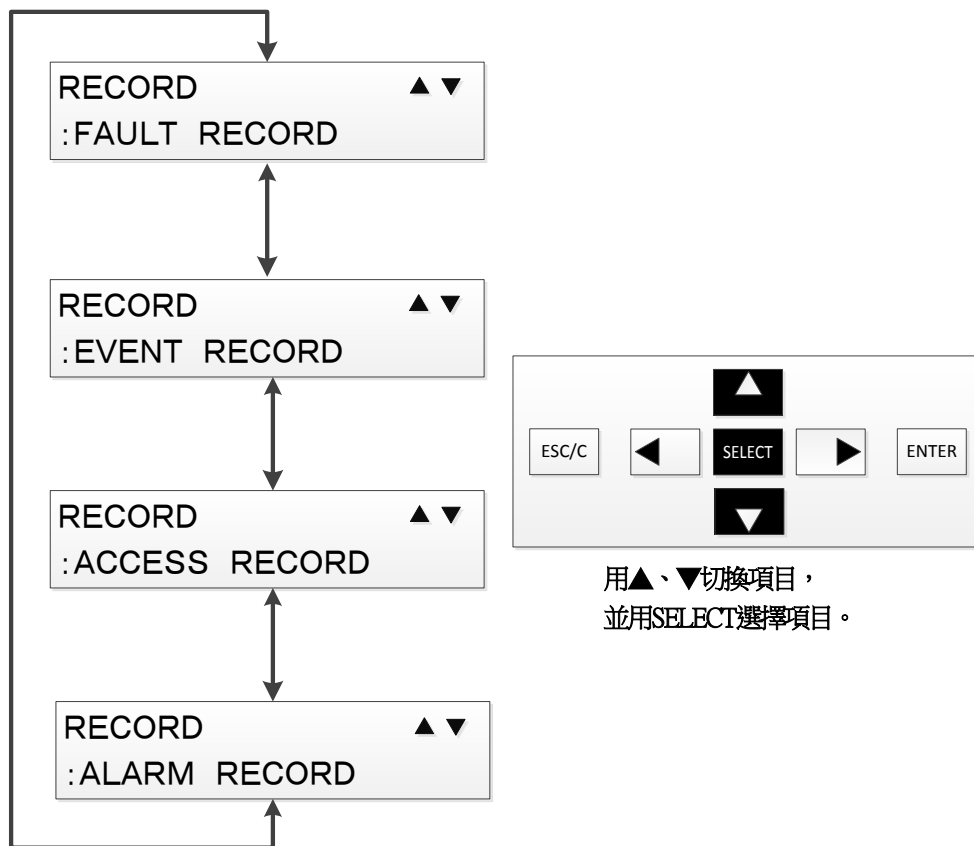 RECORD ▲ ▼
:FAULT RECORD
RECORD ▲ ▼
:EVENT RECORD
RECORD ▲ ▼
:ACCESS RECORD
RECORD ▲ ▼
:ALARM RECORD
ESC/C ◀ SELECT ▶ ENTER
用▲、▼切換項目，
並用SELECT選擇項目。